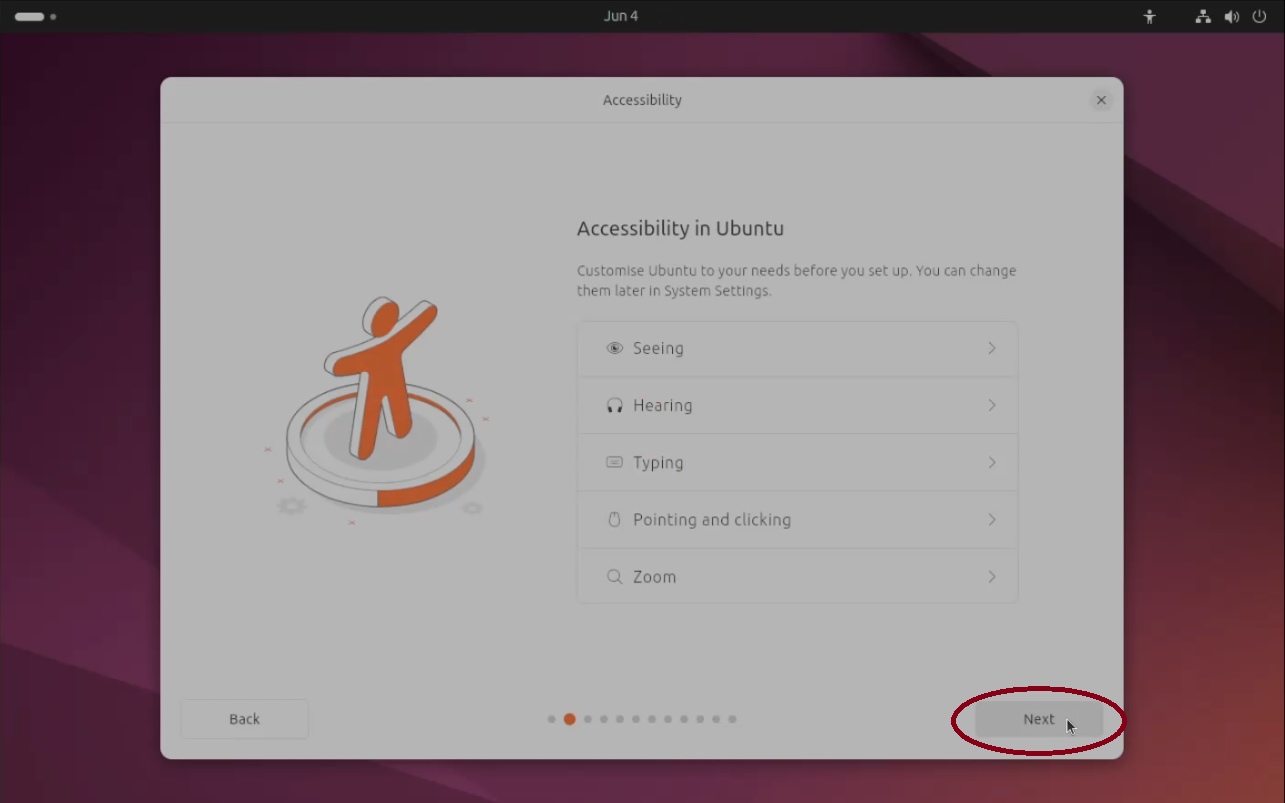 Jun 4
Accessibility
Accessibility in Ubuntu
Customise Ubuntu to your needs before you set up. You can change
them later in System Settings.
Seeing
Hearing
Typing
Pointing and clicking
Zoom
Back
Next